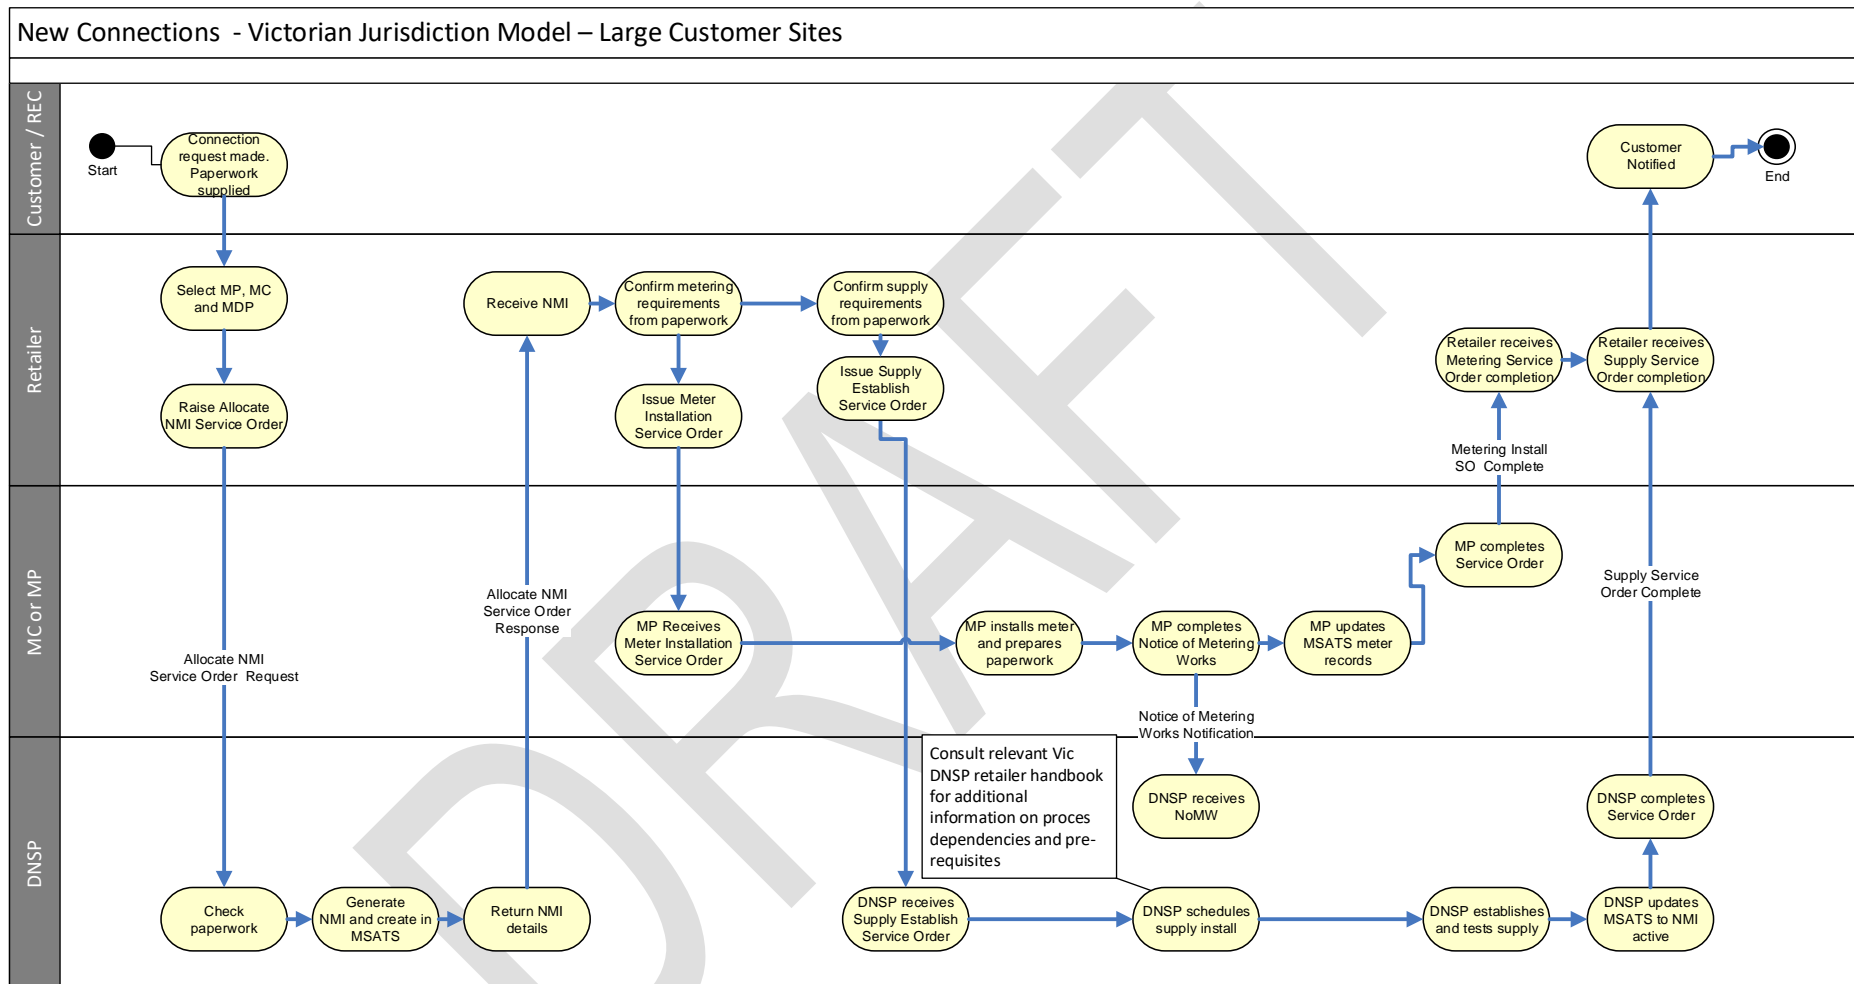 New Connections  - Victorian Jurisdiction Model – Large Customer Sites
Customer / REC
Start
Connection
request made.
Paperwork
supplied
Customer
Notified
End
Retailer
Select MP, MC
and MDP
Raise Allocate
NMI Service Order
Receive NMI
Confirm metering
requirements
from paperwork
Issue Meter
Installation
Service Order
Confirm supply
requirements
from paperwork
Issue Supply
Establish
Service Order
Retailer receives
Metering Service
Order completion
Retailer receives
Supply Service
Order completion
Metering Install
SO  Complete
MC or MP
Allocate NMI
Service Order  Request
Allocate NMI
Service Order
Response
MP Receives
Meter Installation
Service Order
MP installs meter
and prepares
paperwork
MP completes
Notice of Metering
Works
MP updates
MSATS meter
records
MP completes
Service Order
Supply Service
Order Complete
Notice of Metering
Works Notification
DNSP
Check
paperwork
Generate
NMI and create in
MSATS
Return NMI
details
Consult relevant Vic
DNSP retailer handbook
for additional
information on proces
dependencies and pre-
requisites
DNSP receives
NoMW
DNSP receives
Supply Establish
Service Order
DNSP schedules
supply install
DNSP establishes
and tests supply
DNSP updates
MSATS to NMI
active
DNSP completes
Service Order
DRAFT